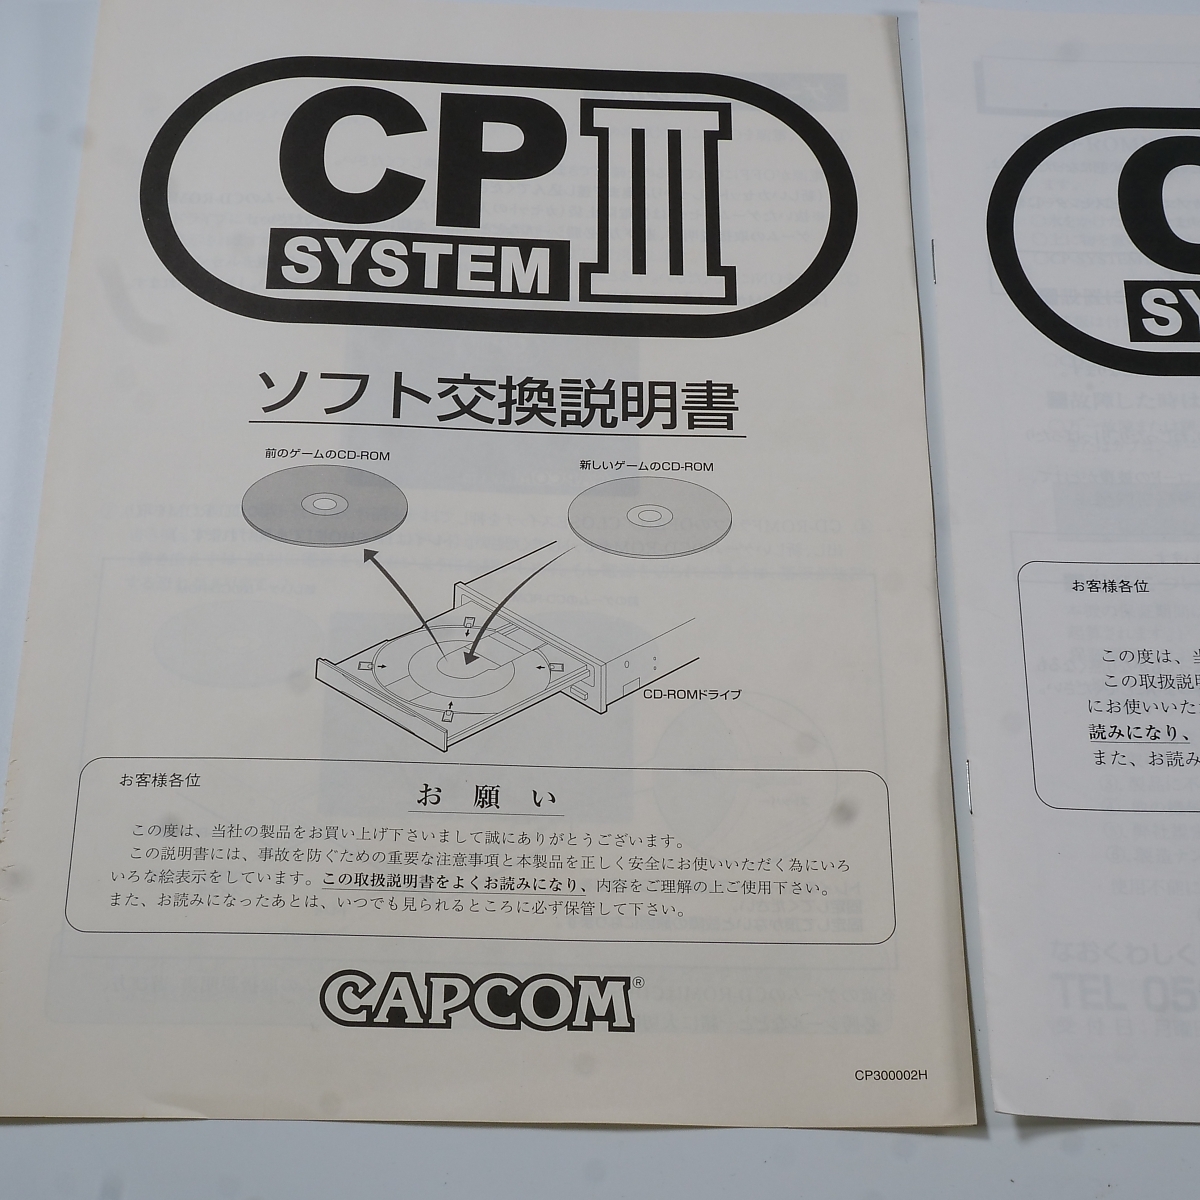 CP
SYSTEM
III
ソフト交換説明書
前のゲームのCD-ROM
新しいゲームのCD-ROM
CD-ROMドライブ
お客様各位
お願い
この度は、当社の製品をお買い上げ下さいまして誠にありがとうございます。
この説明書には、事故を防ぐための重要な注意事項と本製品を正しく安全にお使いいただく為にいろ
いろな絵表示をしています。この取扱説明書をよくお読みになり、内容をご理解の上ご使用下さい。
また、お読みになったあとは、いつでも見られるところに必ず保管して下さい。
CAPCOM®
CP300002H
C
SY
お客様各位
この度は、
この取扱説
にお使いいた
読みになり、
また、お読み